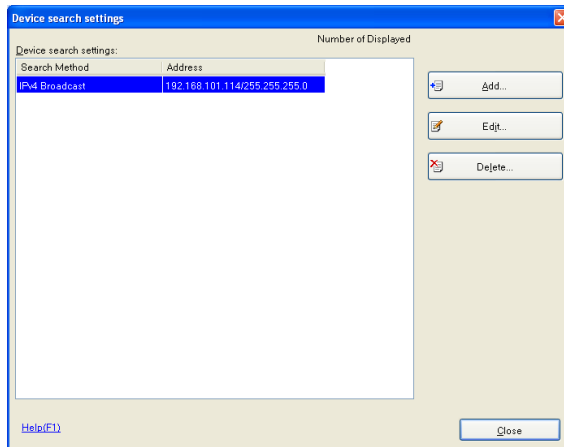 Device search settings
Number of Displayed
Device search settings:
Search Method Address
IPv4 Broadcast 192.168.101.114/255.255.255.0
Add...
Edit...
Delete...
Help(F1)
Close